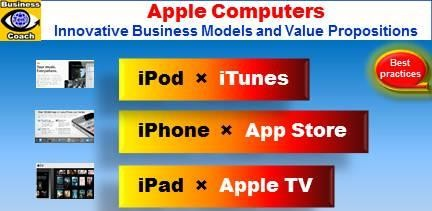 Business
Coach
Apple Computers
Innovative Business Models and Value Propositions
Best
practices
iPod × iTunes
iPhone × App Store
iPad × Apple TV